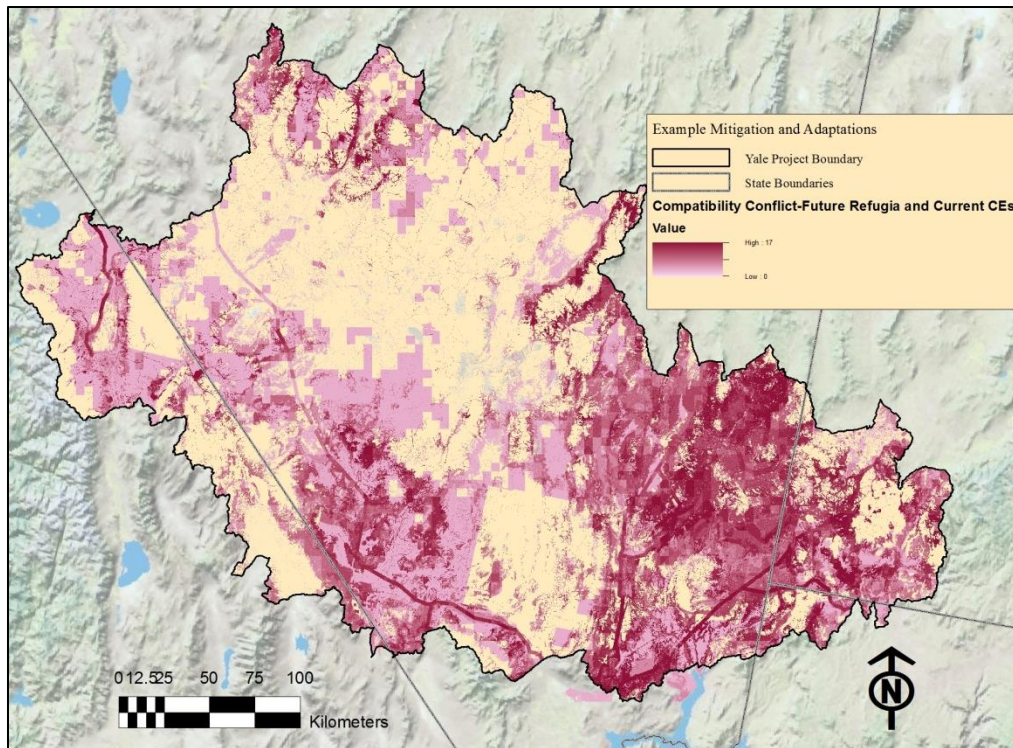 Example Mitigation and Adaptations
Yale Project Boundary
State Boundaries
Compatibility Conflict-Future Refugia and Current CEs
Value
High : 17
Low : 0
0 12.525 50 75 100
Kilometers
N